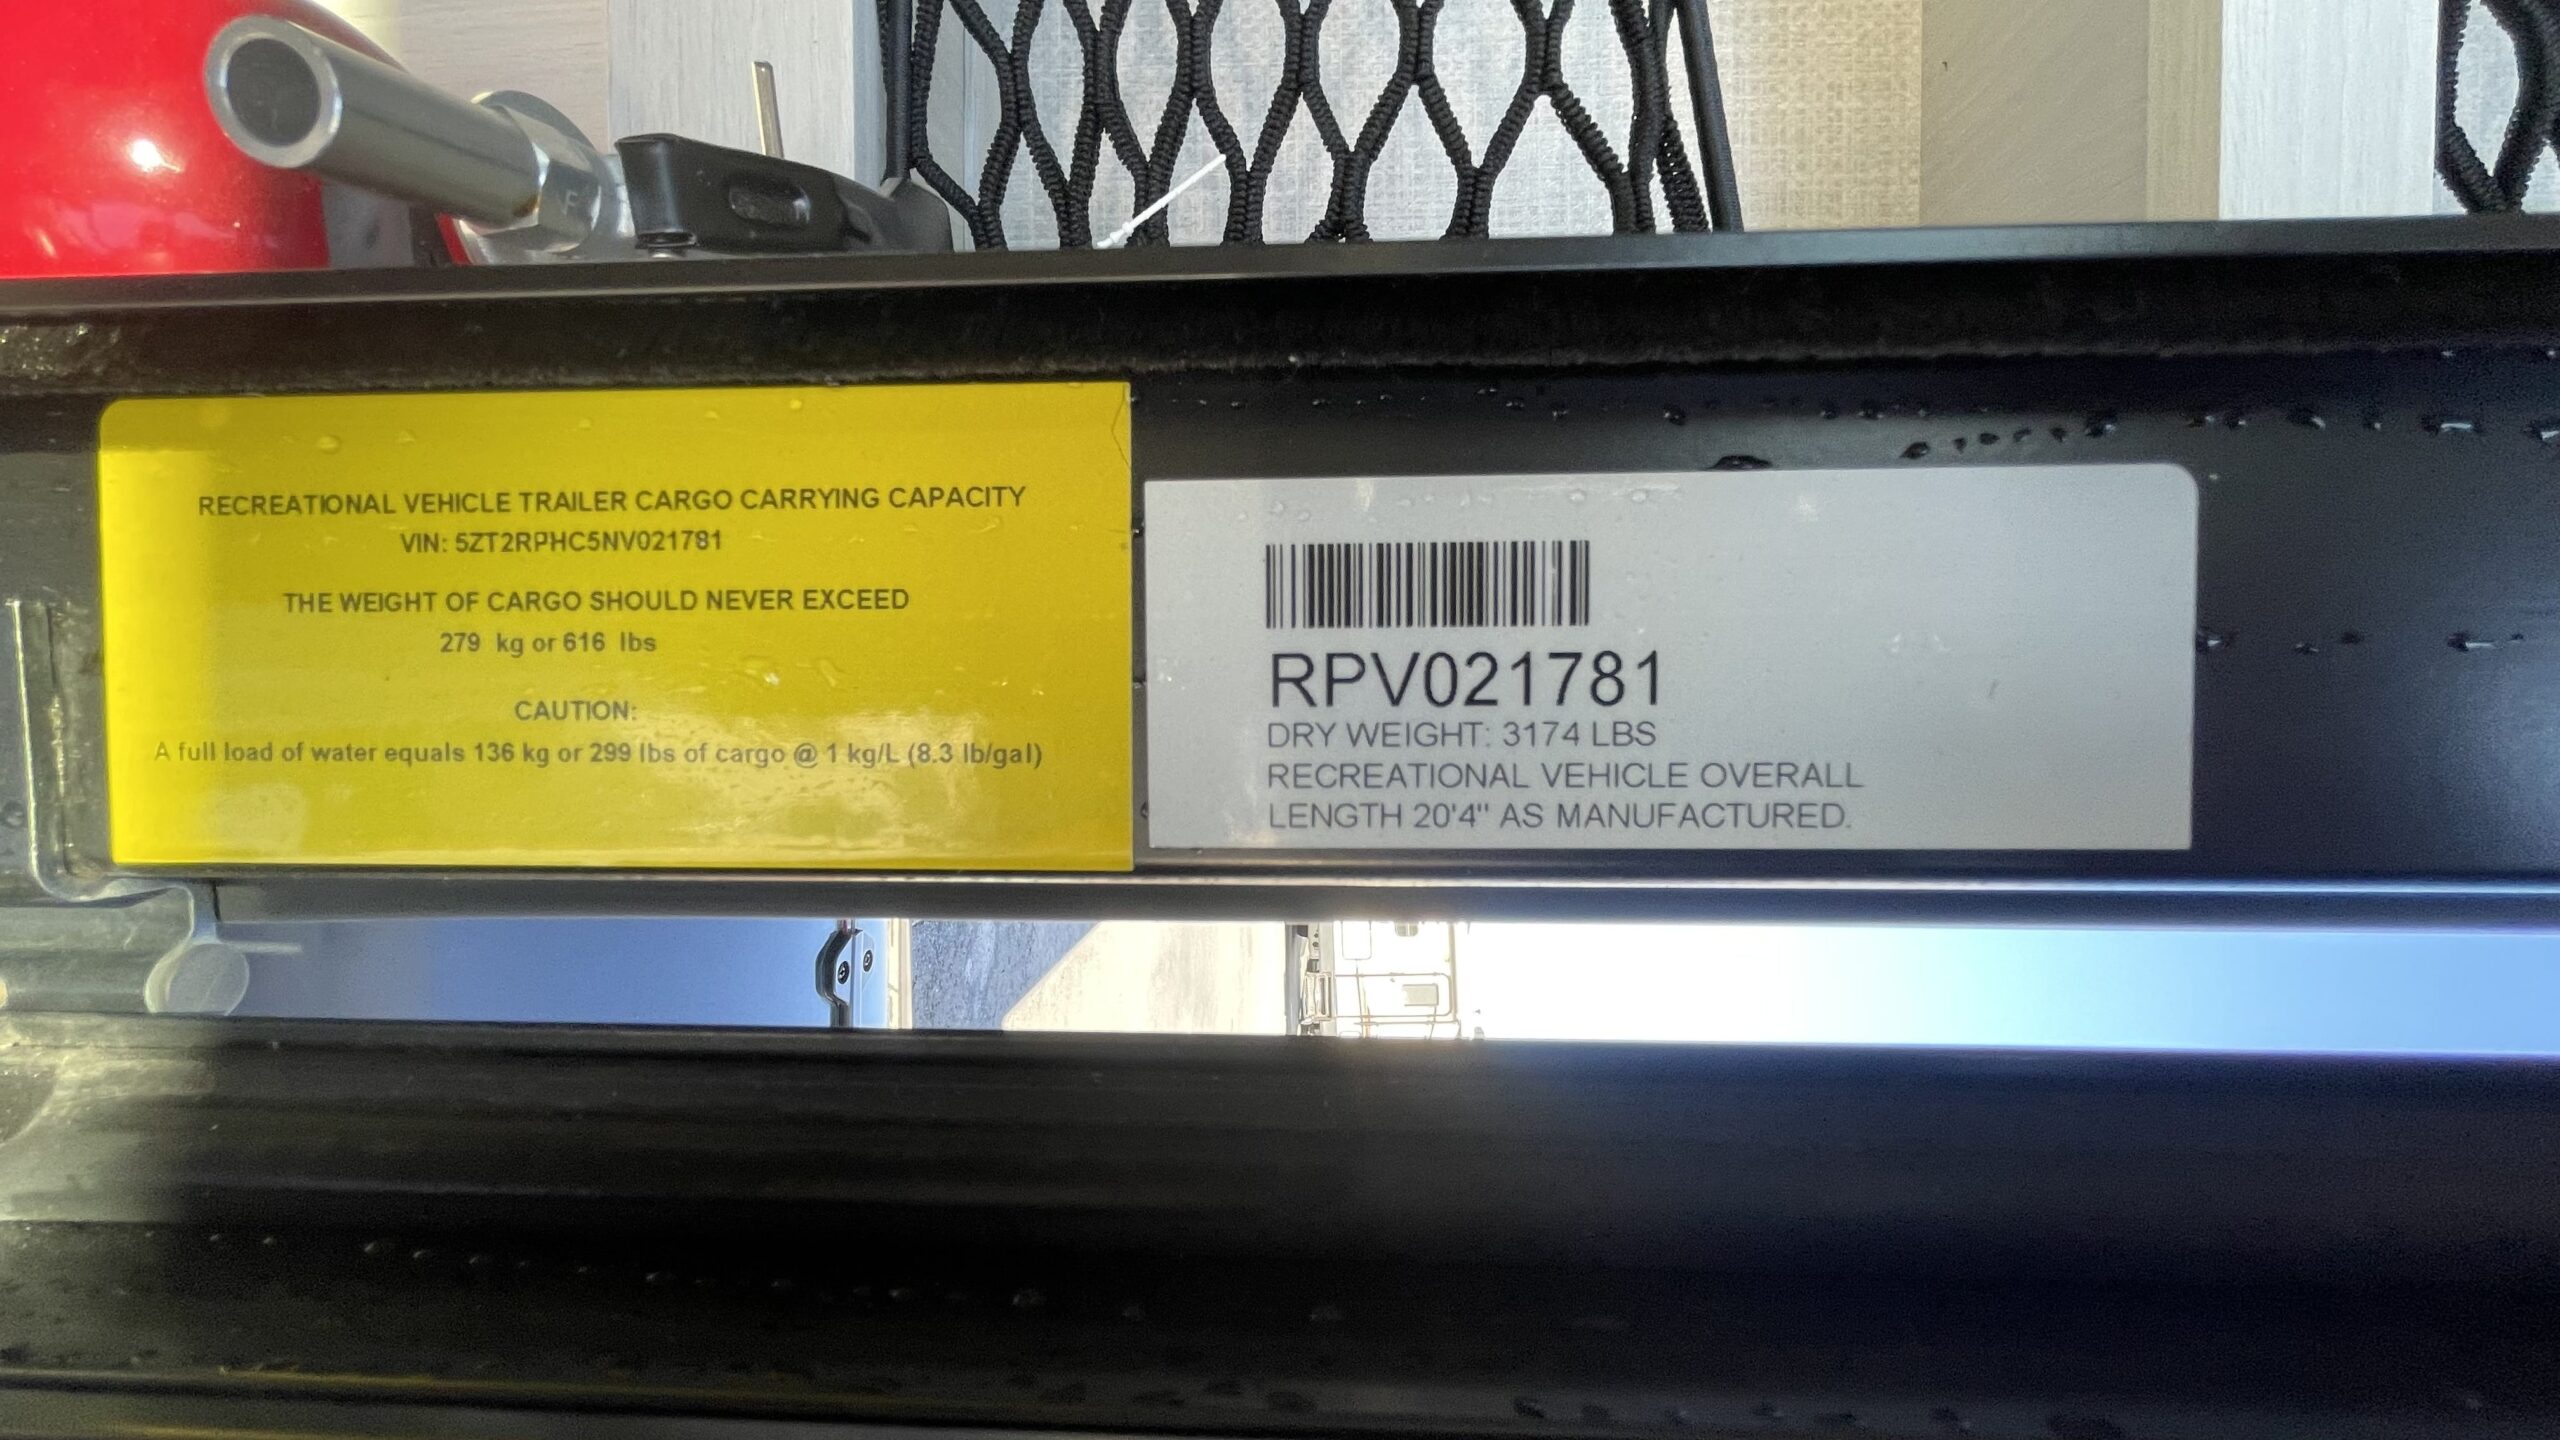 RECREATIONAL VEHICLE TRAILER CARGO CARRYING CAPACITY
VIN: 5ZT2RPHC5NV021781
THE WEIGHT OF CARGO SHOULD NEVER EXCEED
279 kg or 616 lbs
CAUTION:
A full load of water equals 136 kg or 299 lbs of cargo @ 1 kg/L (8.3 lb/gal)
RPV021781
DRY WEIGHT: 3174 LBS
RECREATIONAL VEHICLE OVERALL
LENGTH 20'4" AS MANUFACTURED.
F